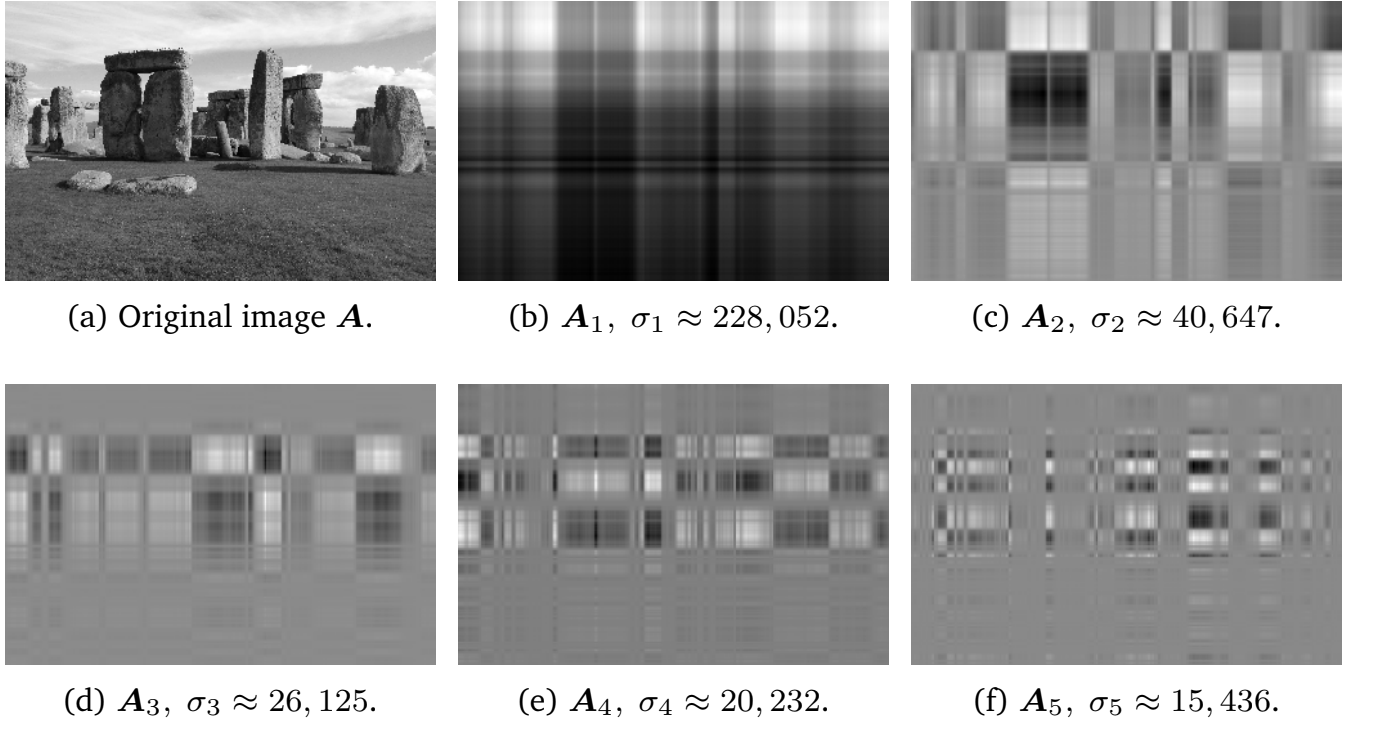 (a) Original image A.
(b) A₁, σ₁ ≈ 228, 052.
(c) A₂, σ₂ ≈ 40, 647.
(d) A₃, σ₃ ≈ 26, 125.
(e) A₄, σ₄ ≈ 20, 232.
(f) A₅, σ₅ ≈ 15, 436.